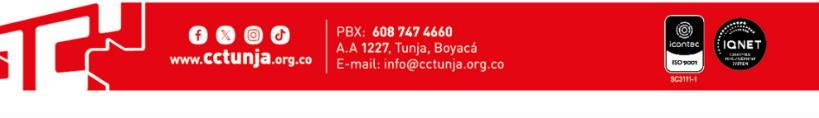 www.cctunja.org.co
PBX: 608 747 4660
A.A 1227, Tunja, Boyacá
E-mail: info@cctunja.org.co
icontec
ISO 9001
SC3111-1
IQNET